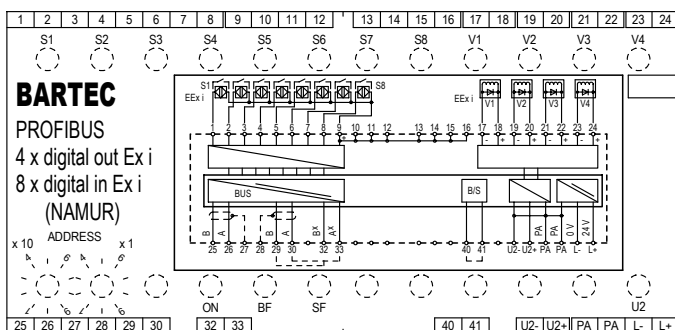 1 2 3 4 5 6 7 8 9 10 11 12 13 14 15 16 17 18 19 20 21 22 23 24
S1 S2 S3 S4 S5 S6 S7 S8 V1 V2 V3 V4
BARTEC
PROFIBUS
4 x digital out Ex i
8 x digital in Ex i
(NAMUR)
ADDRESS
x 10 x 1
S1 S8
EEx i EEx i
V1 V2 V3 V4
1 2 3 4 5 6 7 8 9 10 11 12 13 14 15 16 17 18 19 20 21 22 23 24
+ - + - + - + - +
BUS B/S
B A B A B× A× PA PA 0 V 24 V
25 26 27 28 29 30 32 33 40 41 U2- U2+ PA PA L- L+
ON BF SF U2
25 26 27 28 29 30 32 33 40 41 U2- U2+ PA PA L- L+